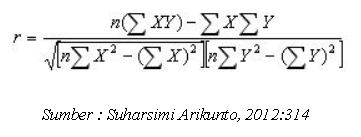 r = n(∑ XY) − ∑ X ∑ Y / √[n∑ X² − (∑ X)²][n∑ Y² − (∑ Y)²]
Sumber : Suharsimi Arikunto, 2012:314